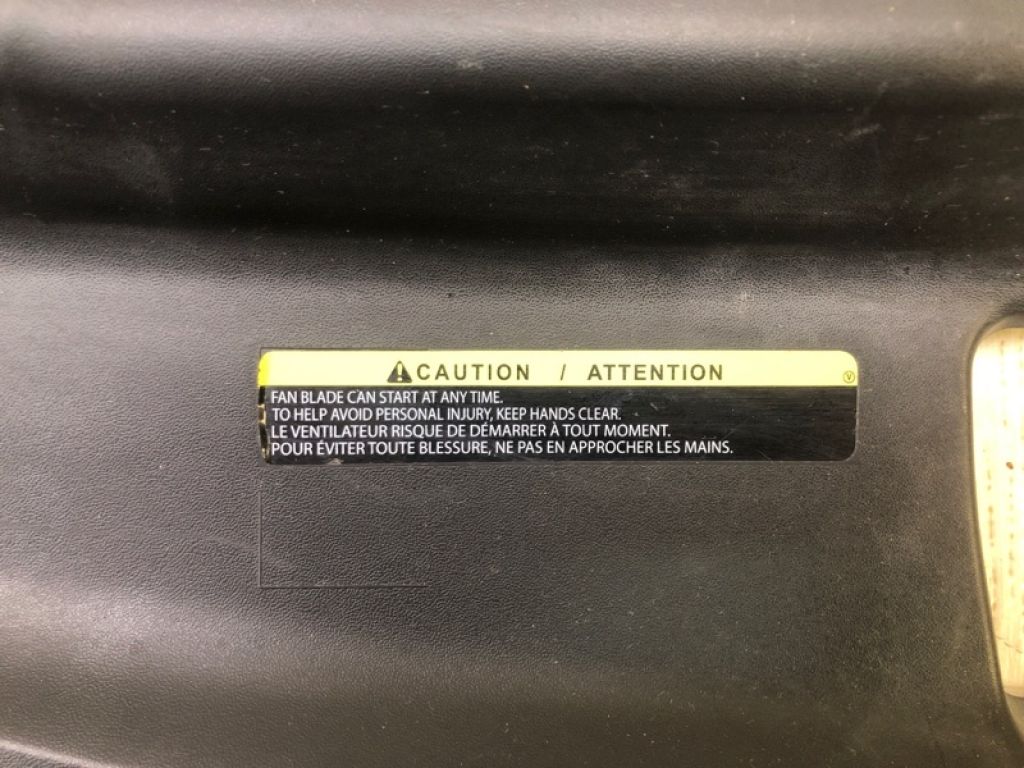 CAUTION / ATTENTION
FAN BLADE CAN START AT ANY TIME.
TO HELP AVOID PERSONAL INJURY, KEEP HANDS CLEAR.
LE VENTILATEUR RISQUE DE DÉMARRER À TOUT MOMENT.
POUR ÉVITER TOUTE BLESSURE, NE PAS EN APPROCHER LES MAINS.